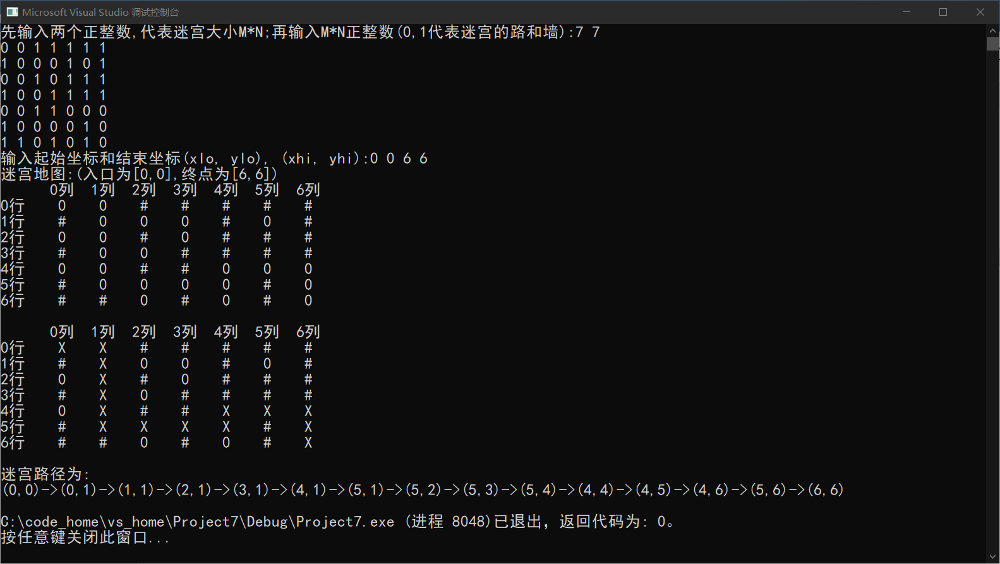 Microsoft Visual Studio 调试控制台
先输入两个正整数,代表迷宫大小M*N;再输入M*N正整数(0,1代表迷宫的路和墙):7 7
0 0 1 1 1 1 1
1 0 0 0 1 0 1
0 0 1 0 1 1 1
1 0 0 1 1 1 1
0 0 1 1 0 0 0
1 0 0 0 0 1 0
1 1 0 1 0 1 0
输入起始坐标和结束坐标(xlo, ylo), (xhi, yhi):0 0 6 6
迷宫地图:(入口为[0,0],终点为[6,6])
0列 1列 2列 3列 4列 5列 6列
0行 0 0 # # # # #
1行 # 0 0 0 # 0 #
2行 0 0 # 0 # # #
3行 # 0 0 # # # #
4行 0 0 # # 0 0 0
5行 # 0 0 0 0 # 0
6行 # # 0 # 0 # 0
0列 1列 2列 3列 4列 5列 6列
0行 X X # # # # #
1行 # X 0 0 # 0 #
2行 0 X # 0 # # #
3行 # X 0 # # # #
4行 0 X # # X X X
5行 # X X X X # X
6行 # # 0 # 0 # X
迷宫路径为:
(0,0)->(0,1)->(1,1)->(2,1)->(3,1)->(4,1)->(5,1)->(5,2)->(5,3)->(5,4)->(4,4)->(4,5)->(4,6)->(5,6)->(6,6)
C:\code_home\vs_home\Project7\Debug\Project7.exe (进程 8048)已退出，返回代码为: 0。
按任意键关闭此窗口...